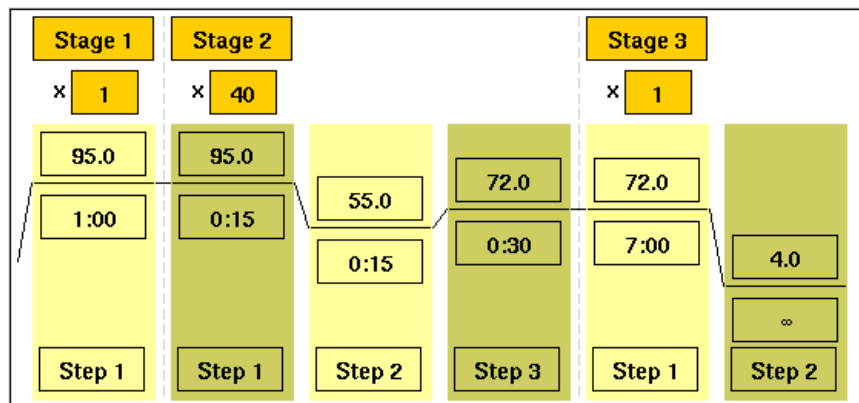 Stage 1 Stage 2 Stage 3
x 1 x 40 x 1
95.0 95.0 55.0 72.0 72.0 4.0
1:00 0:15 0:15 0:30 7:00 ∞
Step 1 Step 1 Step 2 Step 3 Step 1 Step 2